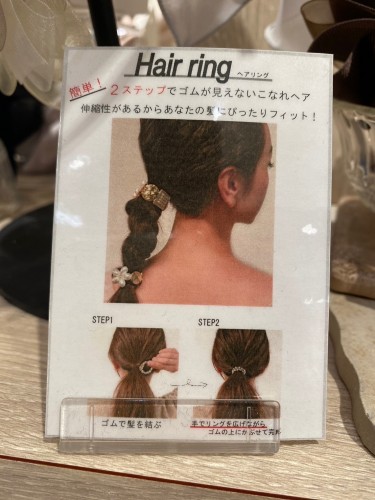 Hair ring ヘアリング
簡単！
２ステップでゴムが見えないこなれヘア
伸縮性があるからあなたの髪にぴったりフィット！
STEP1
STEP2
ゴムで髪を結ぶ
手でリングを広げながら
ゴムの上にかぶせて完成